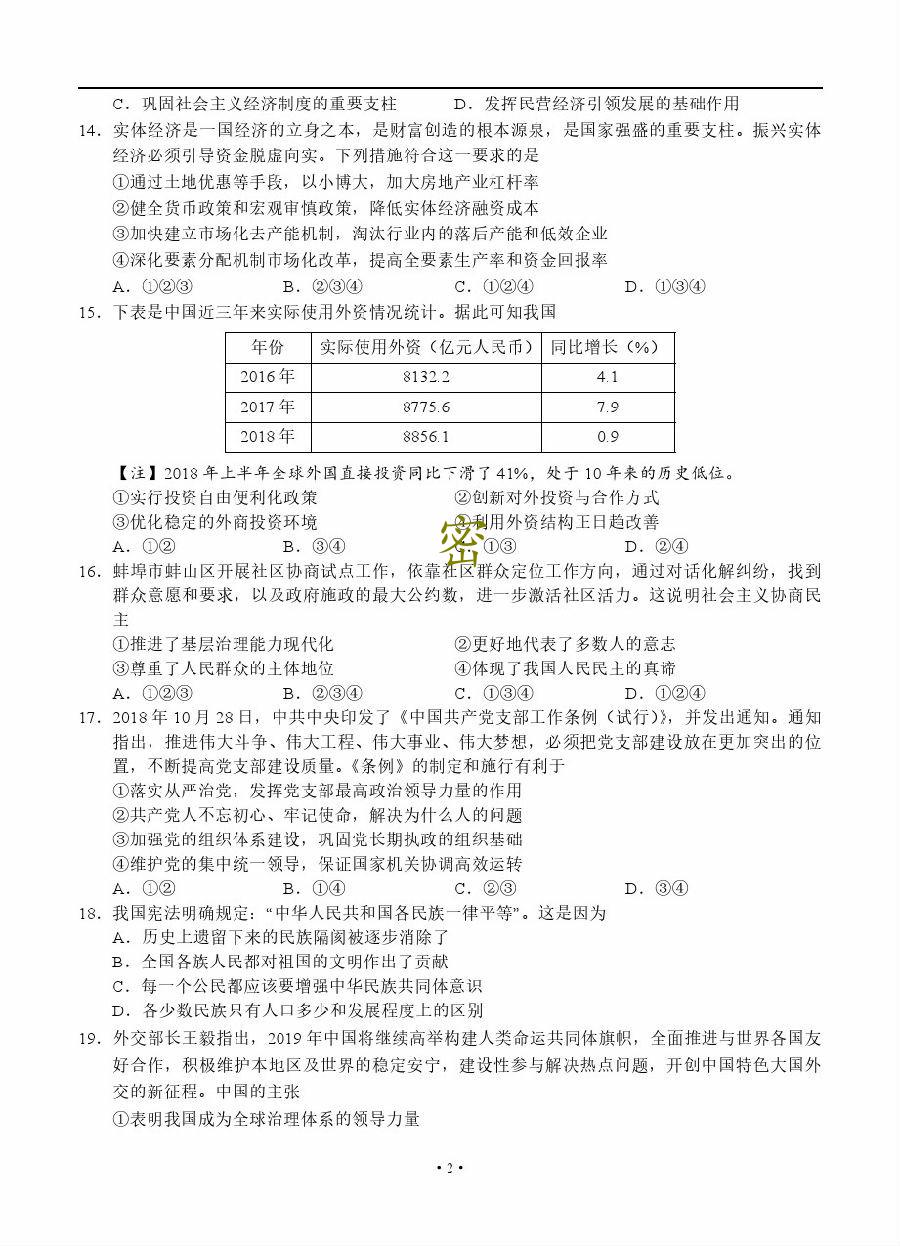 C．巩固社会主义经济制度的重要支柱 D．发挥民营经济引领发展的基础作用
14．实体经济是一国经济的立身之本，是财富创造的根本源泉，是国家强盛的重要支柱。振兴实体
经济必须引导资金脱虚向实。下列措施符合这一要求的是
①通过土地优惠等手段，以小博大，加大房地产业杠杆率
②健全货币政策和宏观审慎政策，降低实体经济融资成本
③加快建立市场化去产能机制，淘汰行业内的落后产能和低效企业
④深化要素分配机制市场化改革，提高全要素生产率和资金回报率
A．①②③ B．②③④ C．①②④ D．①③④
15．下表是中国近三年来实际使用外资情况统计。据此可知我国
年份 实际使用外资（亿元人民币） 同比增长（%）
2016年 8132.2 4.1
2017年 8775.6 7.9
2018年 8856.1 0.9
【注】2018年上半年全球外国直接投资同比下滑了41%，处于10年来的历史低位。
①实行投资自由便利化政策 ②创新对外投资与合作方式
③优化稳定的外商投资环境 ④利用外资结构正日趋改善
密
A．①② B．③④ C．①③ D．②④
16．蚌埠市蚌山区开展社区协商试点工作，依靠社区群众定位工作方向，通过对话化解纠纷，找到
群众意愿和要求，以及政府施政的最大公约数，进一步激活社区活力。这说明社会主义协商民
主
①推进了基层治理能力现代化 ②更好地代表了多数人的意志
③尊重了人民群众的主体地位 ④体现了我国人民民主的真谛
A．①②③ B．②③④ C．①③④ D．①②④
17．2018年10月28日，中共中央印发了《中国共产党支部工作条例（试行）》，并发出通知。通知
指出，推进伟大斗争、伟大工程、伟大事业、伟大梦想，必须把党支部建设放在更加突出的位
置，不断提高党支部建设质量。《条例》的制定和施行有利于
①落实从严治党，发挥党支部最高政治领导力量的作用
②共产党人不忘初心、牢记使命，解决为什么人的问题
③加强党的组织体系建设，巩固党长期执政的组织基础
④维护党的集中统一领导，保证国家机关协调高效运转
A．①② B．①④ C．②③ D．③④
18．我国宪法明确规定：“中华人民共和国各民族一律平等”。这是因为
A．历史上遗留下来的民族隔阂被逐步消除了
B．全国各族人民都对祖国的文明作出了贡献
C．每一个公民都应该要增强中华民族共同体意识
D．各少数民族只有人口多少和发展程度上的区别
19．外交部长王毅指出，2019年中国将继续高举构建人类命运共同体旗帜，全面推进与世界各国友
好合作，积极维护本地区及世界的稳定安宁，建设性参与解决热点问题，开创中国特色大国外
交的新征程。中国的主张
①表明我国成为全球治理体系的领导力量
·2·